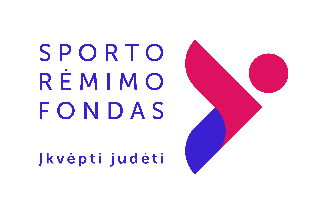 SPORTO
RĖMIMO
FONDAS
Įkvėpti judėti